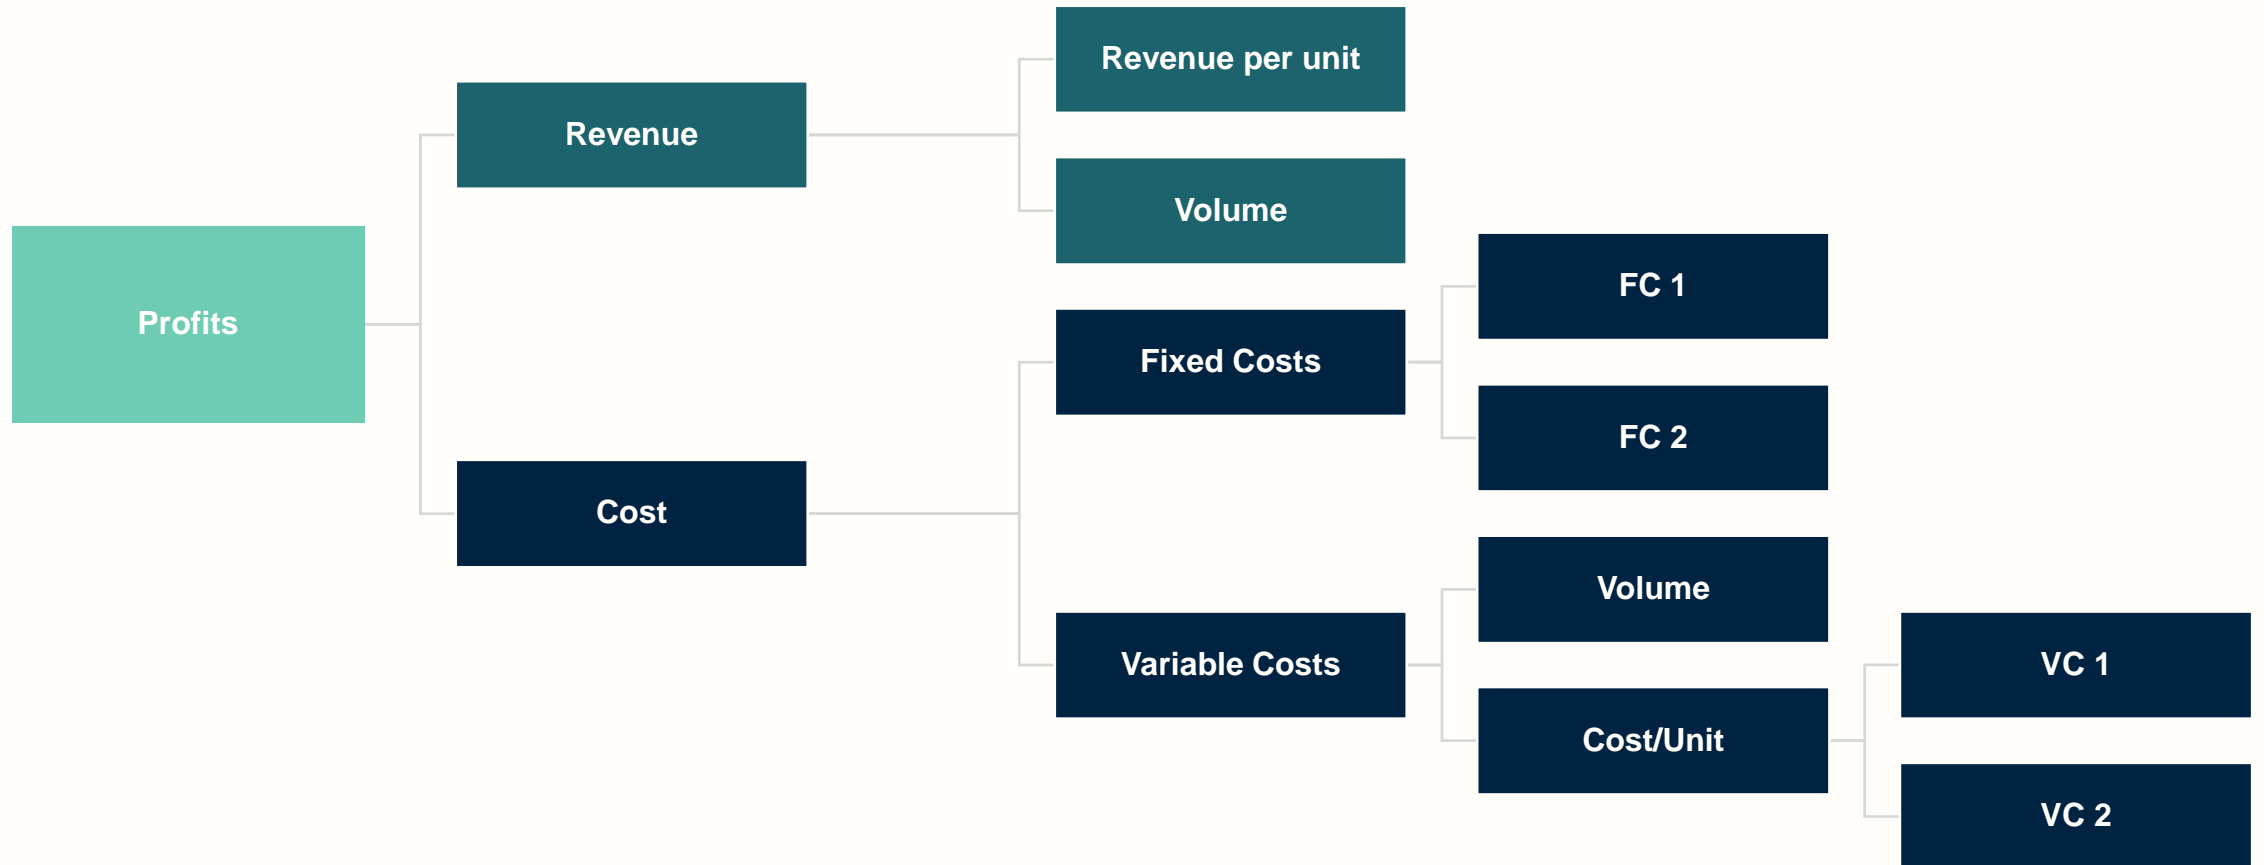 Profits
Revenue
Revenue per unit
Volume
Cost
Fixed Costs
FC 1
FC 2
Variable Costs
Volume
Cost/Unit
VC 1
VC 2